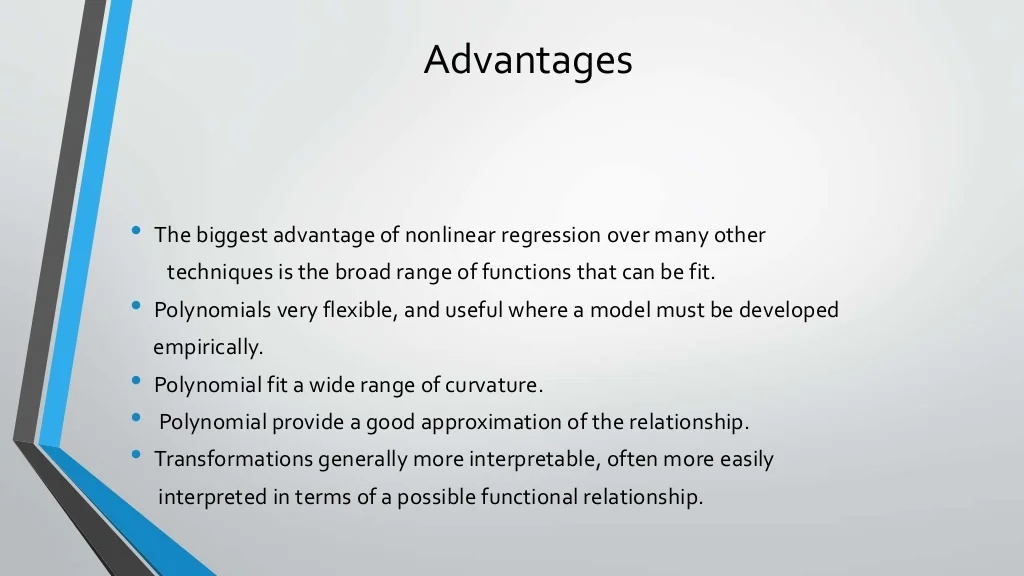 Advantages
• The biggest advantage of nonlinear regression over many other
techniques is the broad range of functions that can be fit.
• Polynomials very flexible, and useful where a model must be developed
empirically.
• Polynomial fit a wide range of curvature.
• Polynomial provide a good approximation of the relationship.
• Transformations generally more interpretable, often more easily
interpreted in terms of a possible functional relationship.